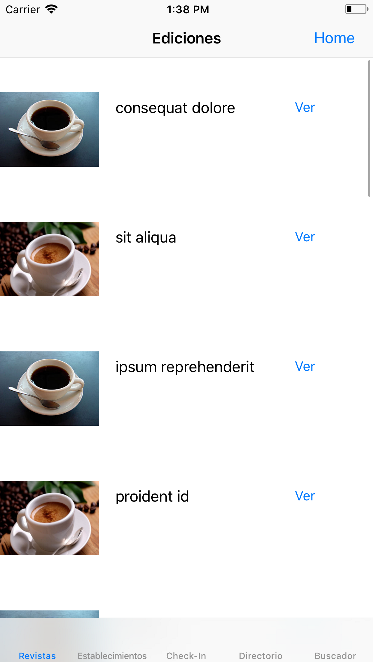 Carrier 1:38 PM
Ediciones Home
consequat dolore Ver
sit aliqua Ver
ipsum reprehenderit Ver
proident id Ver
Revistas Establecimientos Check-In Directorio Buscador